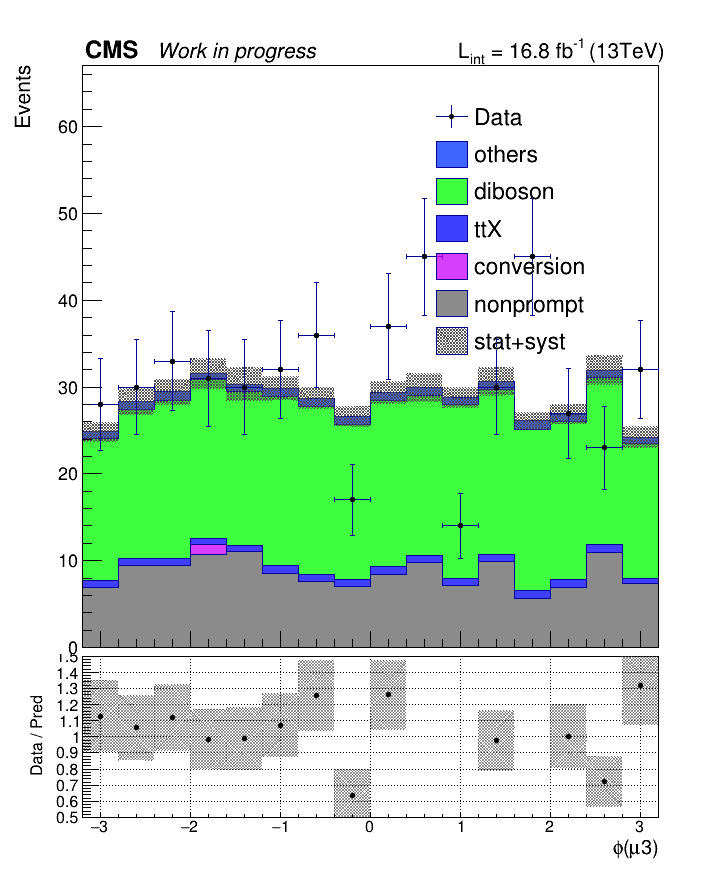 CMS Work in progress L_int = 16.8 fb^-1 (13TeV)
Events
60
50
40
30
20
10
0
Data
others
diboson
ttX
conversion
nonprompt
stat+syst
Data / Pred
1.5
1.4
1.3
1.2
1.1
1
0.9
0.8
0.7
0.6
0.5
−3 −2 −1 0 1 2 3
ϕ(μ3)